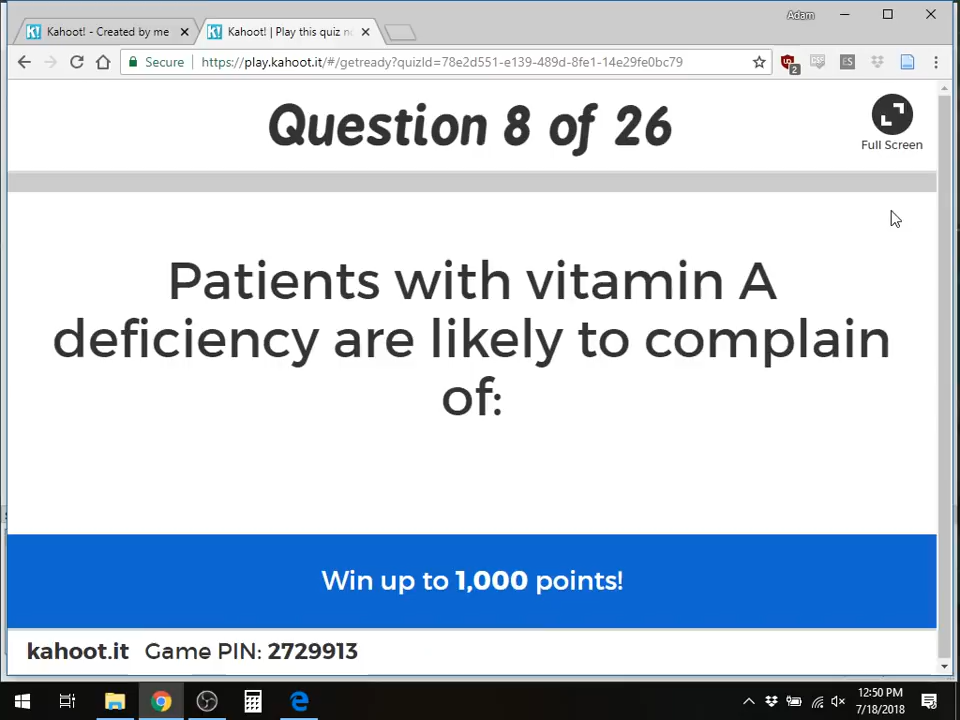 Adam
Kahoot! - Created by me
Kahoot! | Play this quiz n
Secure
https://play.kahoot.it/#/getready?quizId=78e2d551-e139-489d-8fe1-14e29fe0bc79
2
ES
Question 8 of 26
Full Screen
Patients with vitamin A
deficiency are likely to complain
of:
Win up to 1,000 points!
kahoot.it Game PIN: 2729913
12:50 PM
7/18/2018